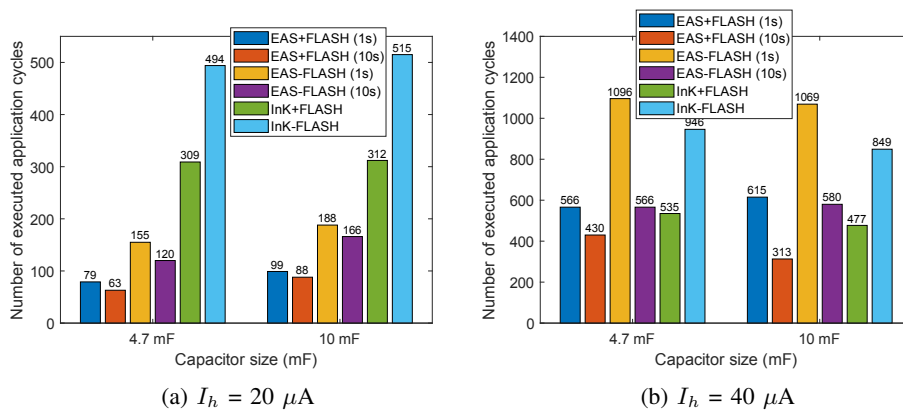 EAS+FLASH (1s)
EAS+FLASH (10s)
EAS-FLASH (1s)
EAS-FLASH (10s)
InK+FLASH
InK-FLASH
Number of executed application cycles
500
400
300
200
100
0
79
63
155
120
309
494
99
88
188
166
312
515
4.7 mF
10 mF
Capacitor size (mF)
(a) I_h = 20 μA
EAS+FLASH (1s)
EAS+FLASH (10s)
EAS-FLASH (1s)
EAS-FLASH (10s)
InK+FLASH
InK-FLASH
Number of executed application cycles
1400
1200
1000
800
600
400
200
0
566
430
1096
566
535
946
615
313
1069
580
477
849
4.7 mF
10 mF
Capacitor size (mF)
(b) I_h = 40 μA